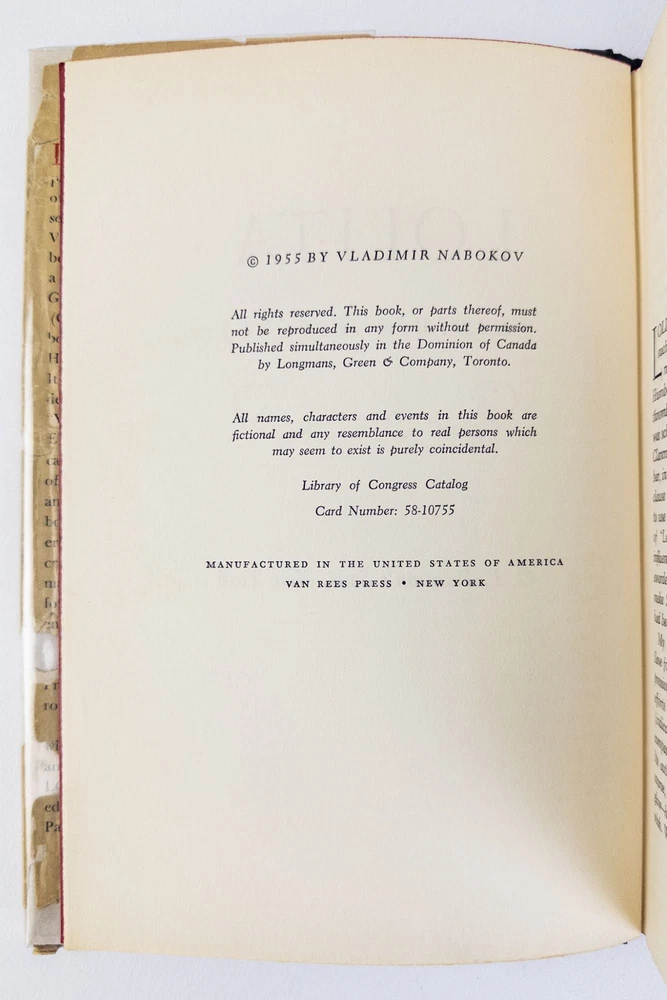 © 1955 BY VLADIMIR NABOKOV
All rights reserved. This book, or parts thereof, must
not be reproduced in any form without permission.
Published simultaneously in the Dominion of Canada
by Longmans, Green & Company, Toronto.
All names, characters and events in this book are
fictional and any resemblance to real persons which
may seem to exist is purely coincidental.
Library of Congress Catalog
Card Number: 58-10755
MANUFACTURED IN THE UNITED STATES OF AMERICA
VAN REES PRESS • NEW YORK